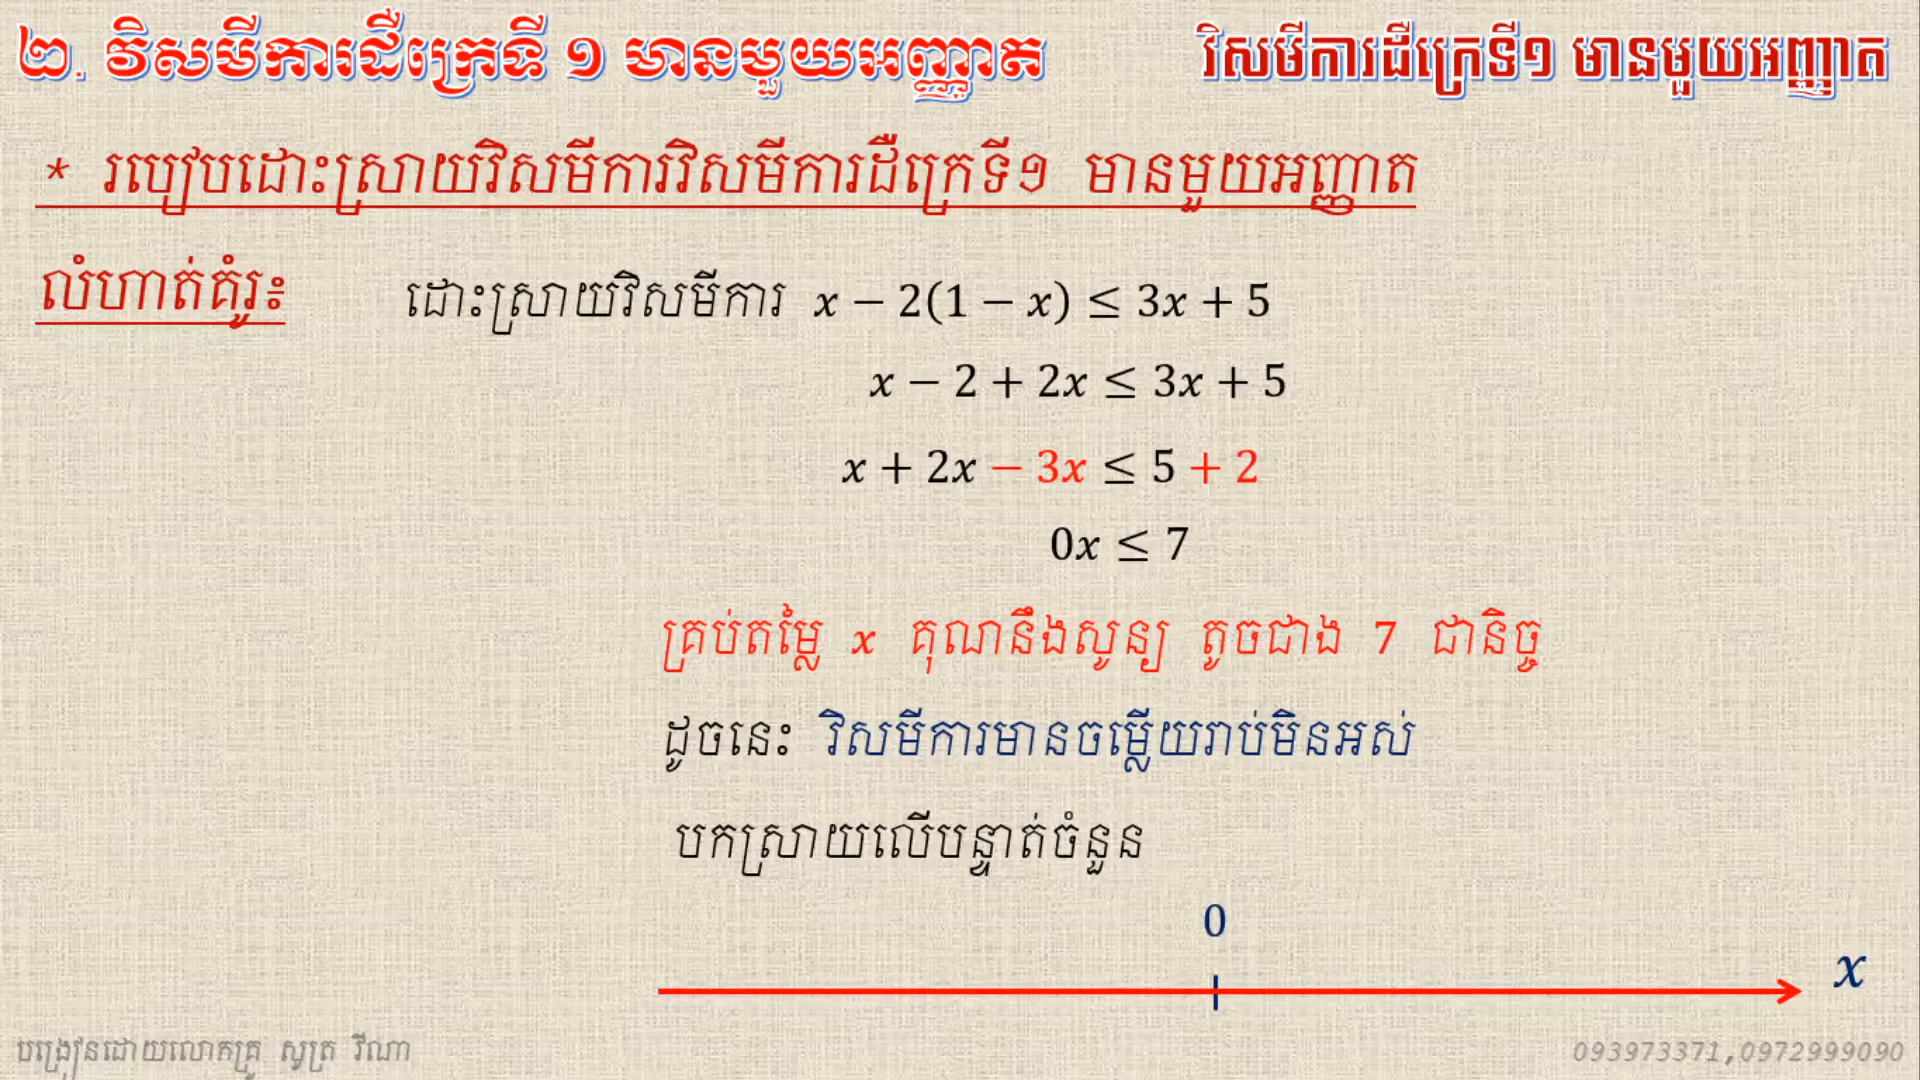 ២. វិសមីការដឺក្រេទី ១ មានមួយអញ្ញាត
វិសមីការដឺក្រេទី១ មានមួយអញ្ញាត
* របៀបដោះស្រាយវិសមីការវិសមីការដឺក្រេទី១ មានមួយអញ្ញាត
លំហាត់គំរូ៖ ដោះស្រាយវិសមីការ x − 2(1 − x) ≤ 3x + 5
x − 2 + 2x ≤ 3x + 5
x + 2x − 3x ≤ 5 + 2
0x ≤ 7
គ្រប់តម្លៃ x គុណនឹងសូន្យ តូចជាង 7 ជានិច្ច
ដូចនេះ វិសមីការមានចម្លើយរាប់មិនអស់
បកស្រាយលើបន្ទាត់ចំនួន
0
x
បង្រៀនដោយលោកគ្រូ សូត្រ វីណា
093973371,0972999090